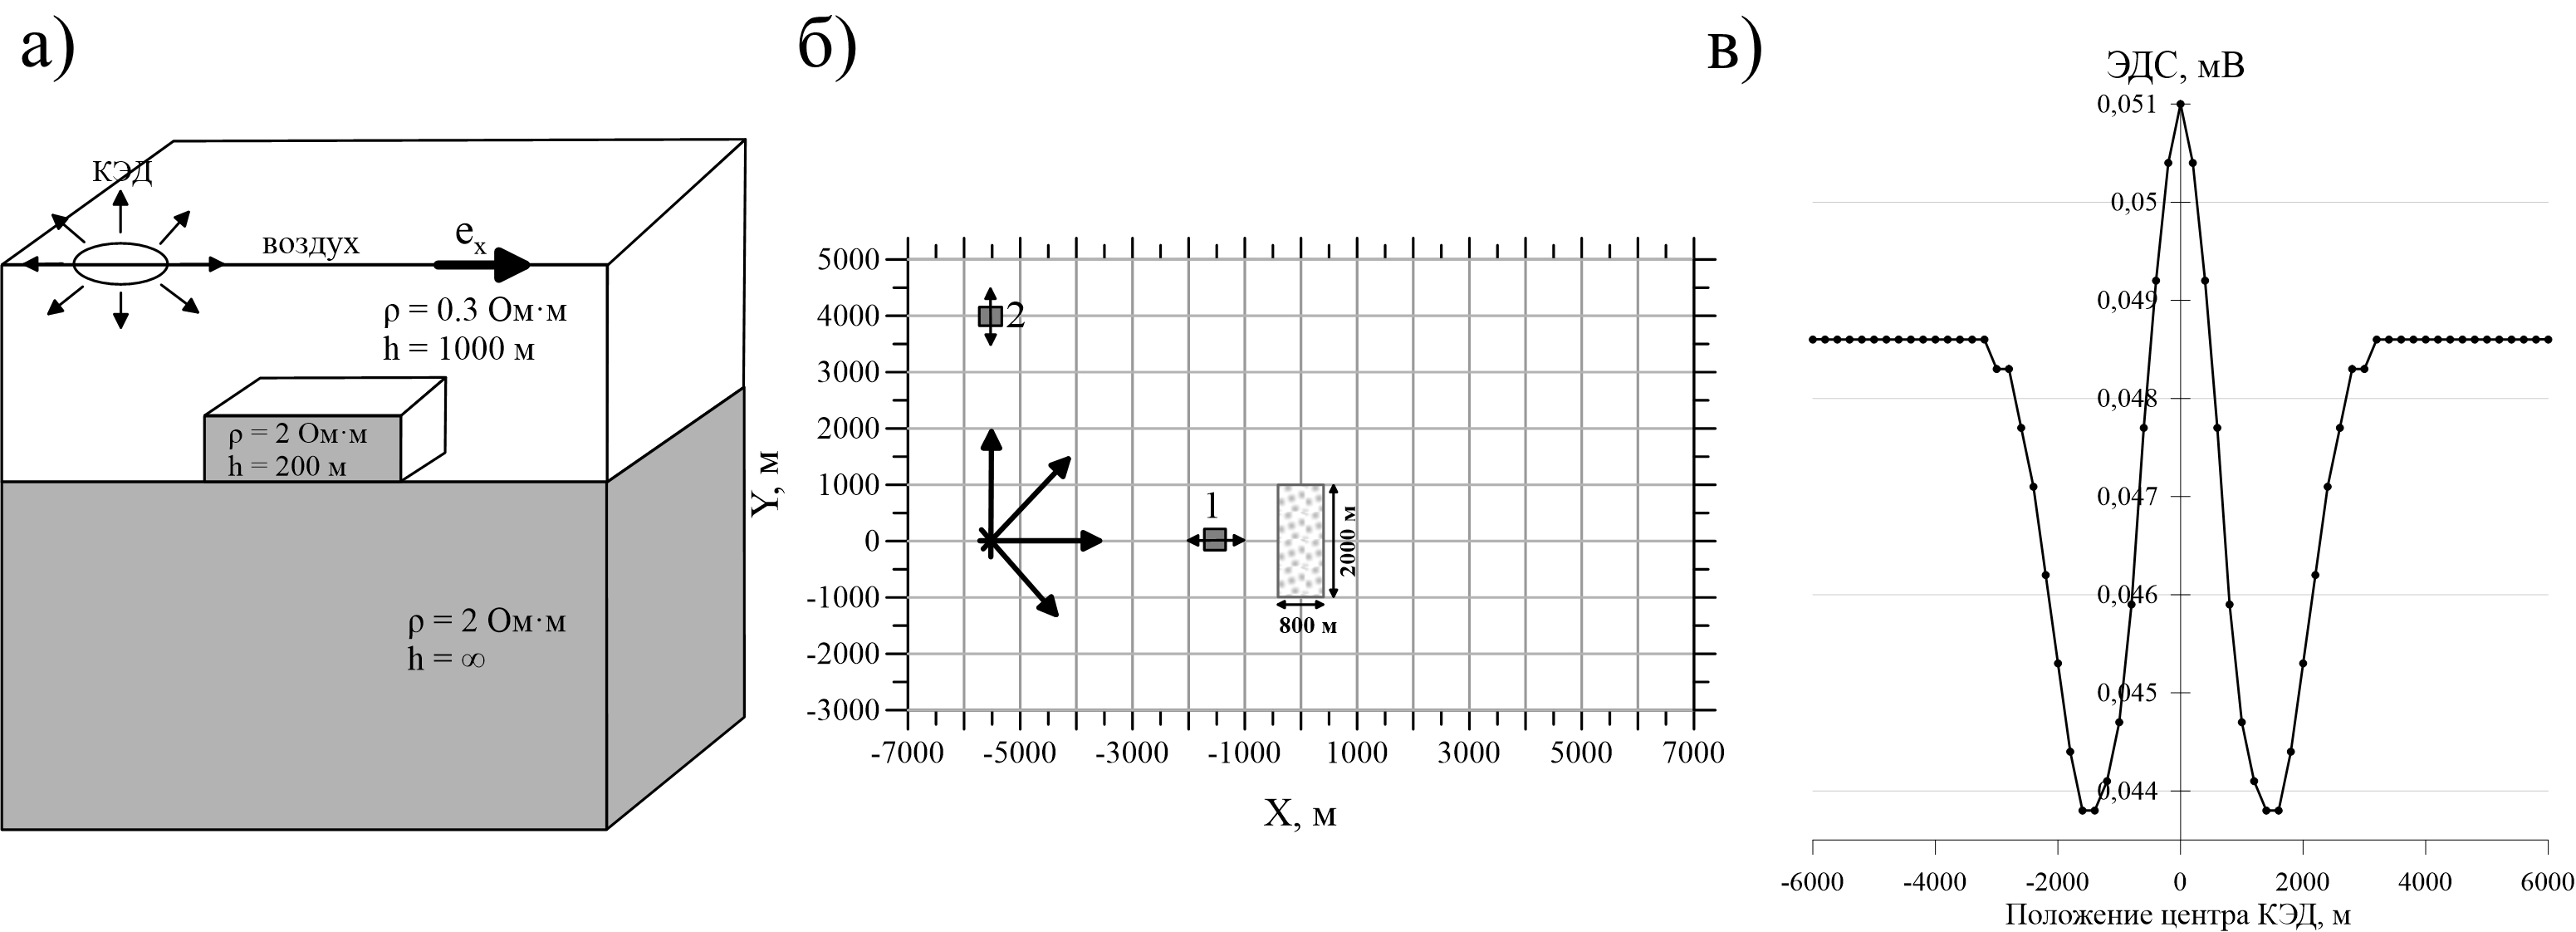 а)
КЭД
воздух
eх
ρ = 0.3 Ом·м
h = 1000 м
ρ = 2 Ом·м
h = 200 м
ρ = 2 Ом·м
h = ∞
б)
5000
4000
3000
2000
1000
0
-1000
-2000
-3000
Y, м
2
1
2000 м
800 м
-7000 -5000 -3000 -1000 1000 3000 5000 7000
X, м
в)
ЭДС, мВ
0,051
0,05
0,049
0,048
0,047
0,046
0,045
0,044
-6000 -4000 -2000 0 2000 4000 6000
Положение центра КЭД, м